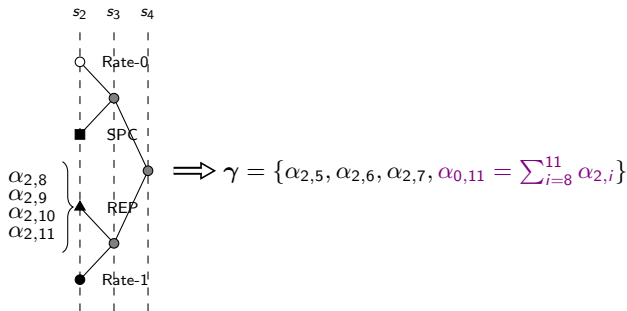 s₂ s₃ s₄
Rate-0
SPC
α₂,₈
α₂,₉
α₂,₁₀
α₂,₁₁
REP
Rate-1
⟹ γ = {α₂,₅, α₂,₆, α₂,₇, α₀,₁₁ = ∑¹¹ᵢ₌₈ α₂,ᵢ}